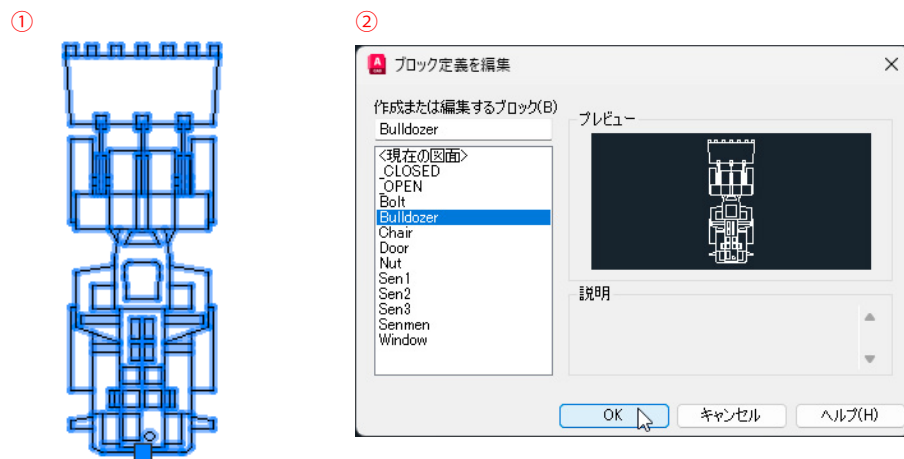 ①
②
ブロック定義を編集
作成または編集するブロック(B)
Bulldozer
<現在の図面>
_CLOSED
_OPEN
Bolt
Bulldozer
Chair
Door
Nut
Sen1
Sen2
Sen3
Senmen
Window
プレビュー
説明
OK
キャンセル
ヘルプ(H)